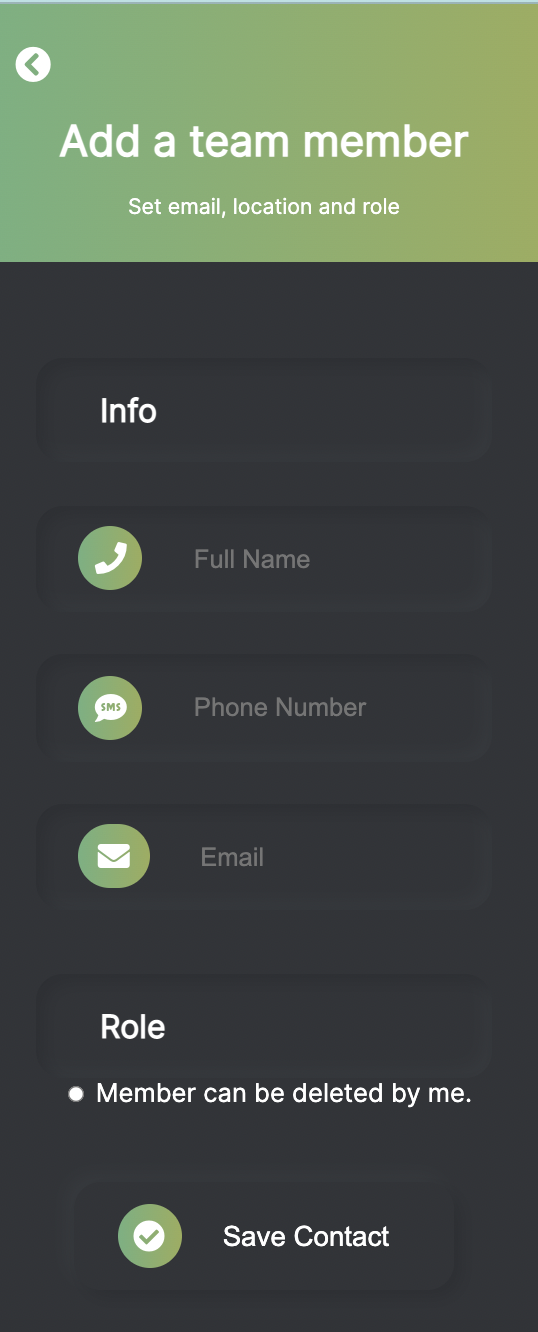 Add a team member
Set email, location and role
Info
Full Name
SMS
Phone Number
Email
Role
Member can be deleted by me.
Save Contact